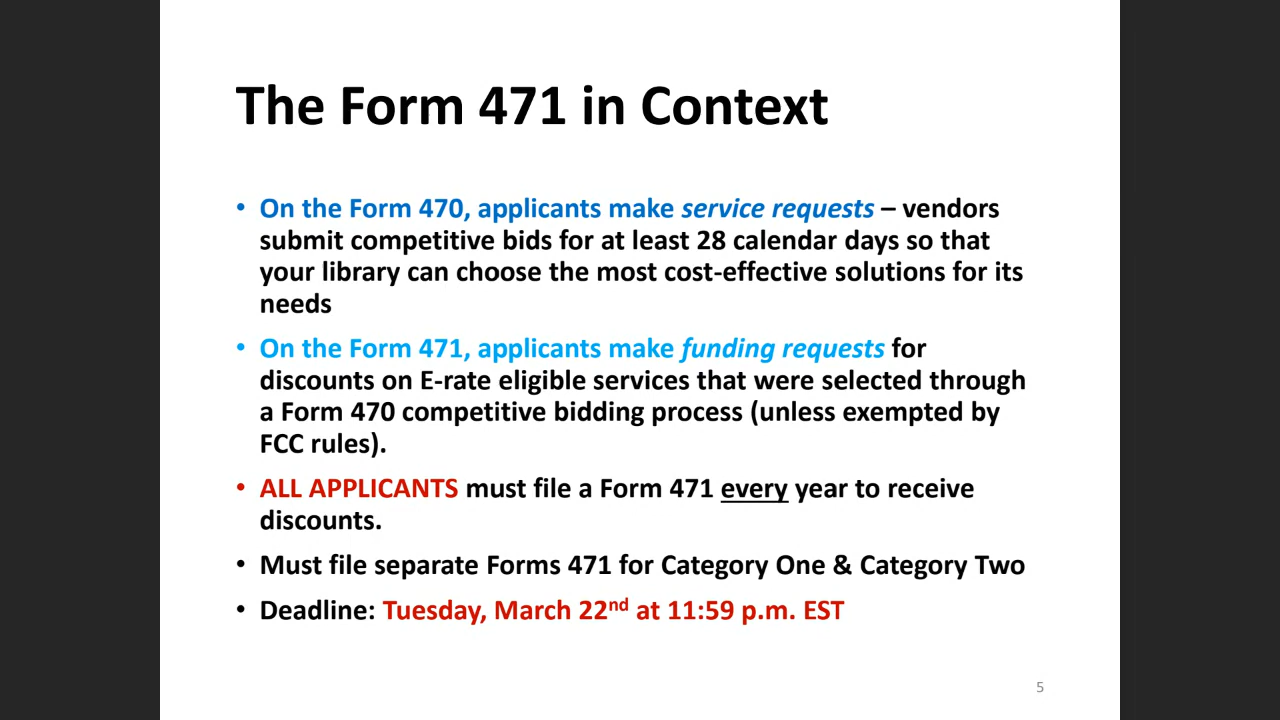 The Form 471 in Context
• On the Form 470, applicants make service requests – vendors
submit competitive bids for at least 28 calendar days so that
your library can choose the most cost-effective solutions for its
needs
• On the Form 471, applicants make funding requests for
discounts on E-rate eligible services that were selected through
a Form 470 competitive bidding process (unless exempted by
FCC rules).
• ALL APPLICANTS must file a Form 471 every year to receive
discounts.
• Must file separate Forms 471 for Category One & Category Two
• Deadline: Tuesday, March 22nd at 11:59 p.m. EST
5